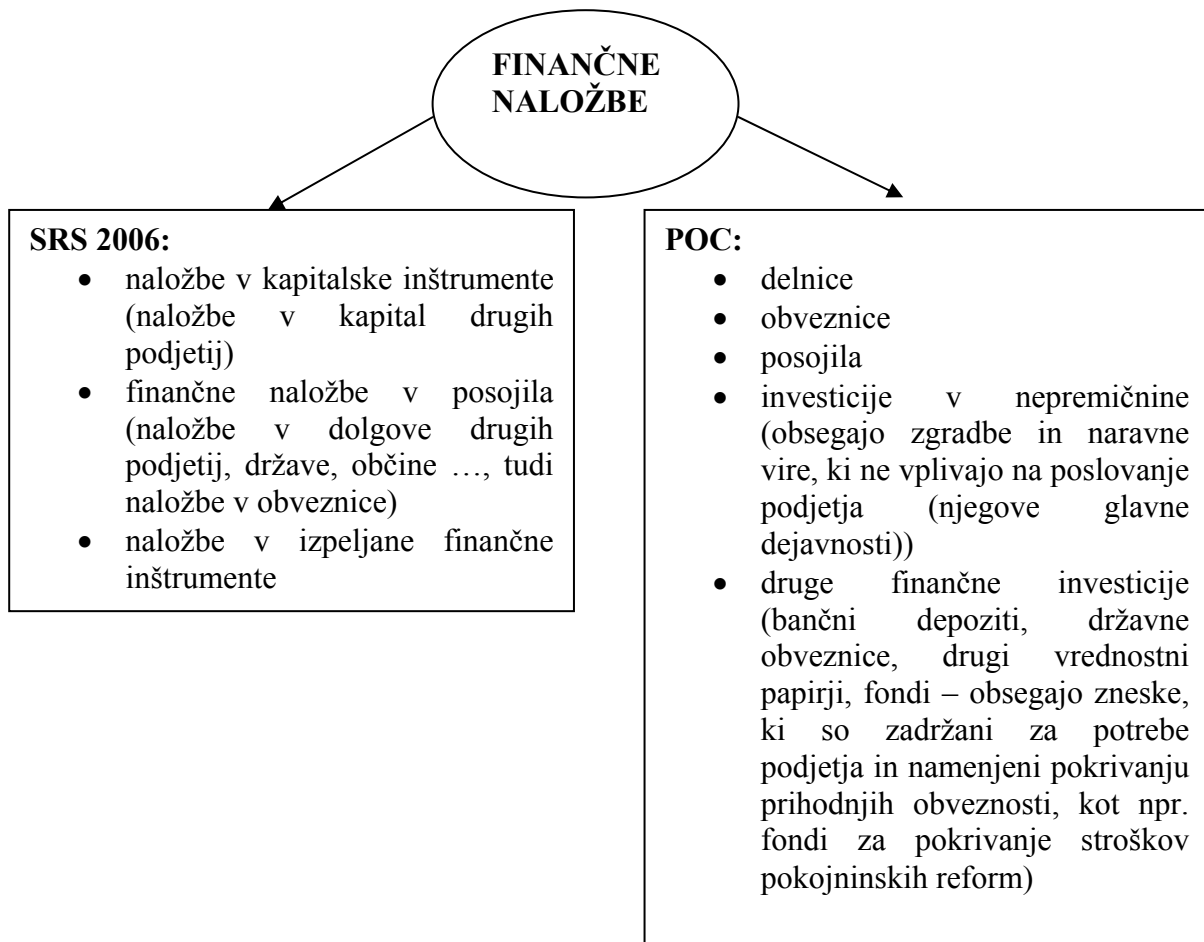 FINANČNE
NALOŽBE
SRS 2006:
• naložbe v kapitalske inštrumente
(naložbe v kapital drugih
podjetij)
• finančne naložbe v posojila
(naložbe v dolgove drugih
podjetij, države, občine …, tudi
naložbe v obveznice)
• naložbe v izpeljane finančne
inštrumente
POC:
• delnice
• obveznice
• posojila
• investicije v nepremičnine
(obsegajo zgradbe in naravne
vire, ki ne vplivajo na poslovanje
podjetja (njegove glavne
dejavnosti))
• druge finančne investicije
(bančni depoziti, državne
obveznice, drugi vrednostni
papirji, fondi – obsegajo zneske,
ki so zadržani za potrebe
podjetja in namenjeni pokrivanju
prihodnjih obveznosti, kot npr.
fondi za pokrivanje stroškov
pokojninskih reform)